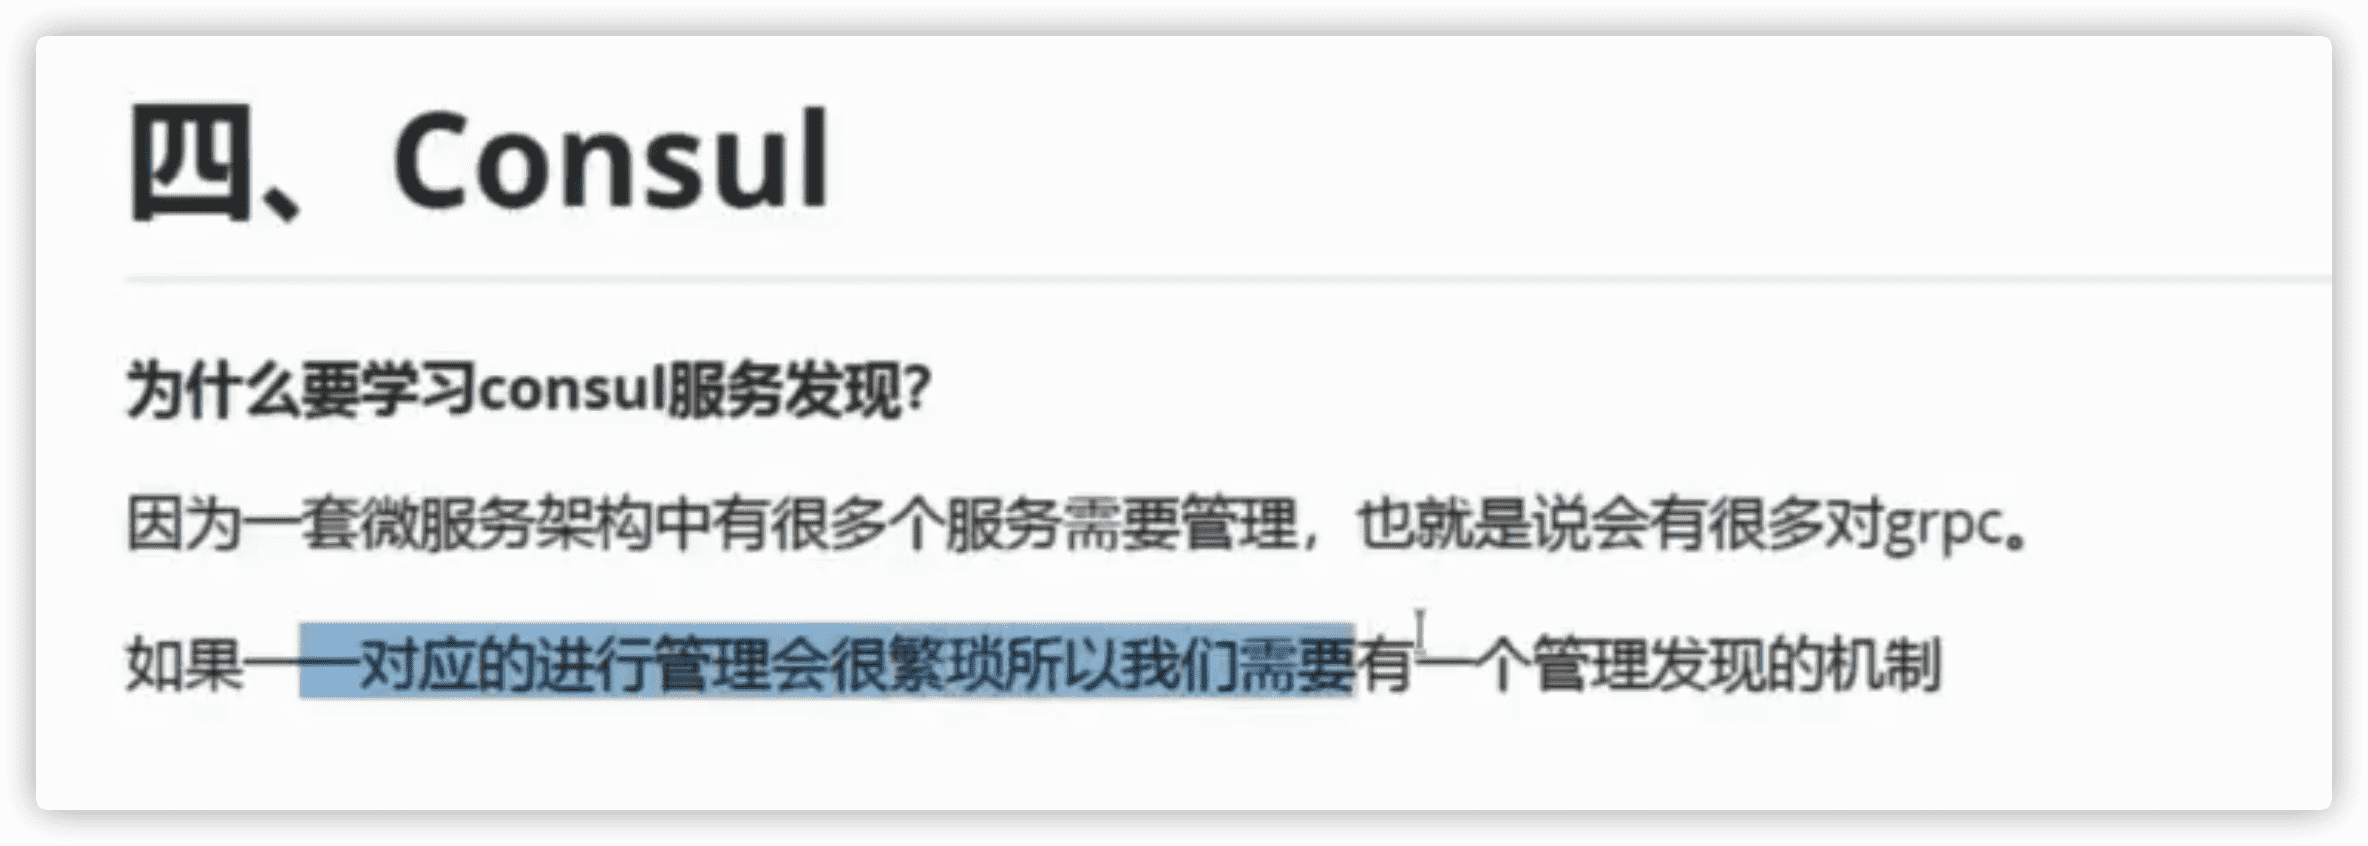 四、Consul
为什么要学习consul服务发现？
因为一套微服务架构中有很多个服务需要管理，也就是说会有很多对grpc。
如果一一对应的进行管理会很繁琐所以我们需要有一个管理发现的机制